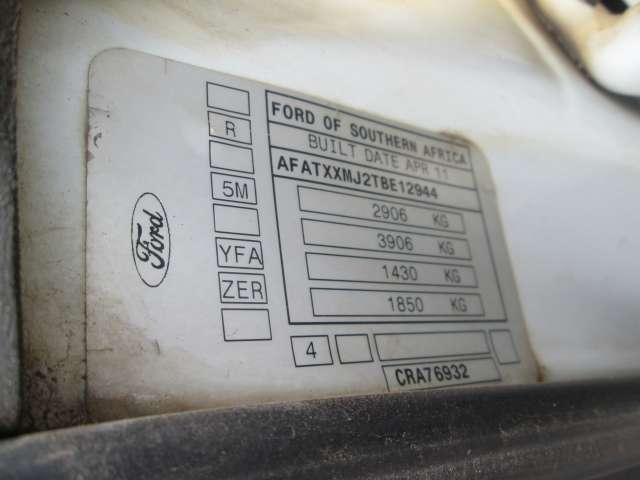 FORD OF SOUTHERN AFRICA
BUILT DATE APR 11
AFATXXMJ2TBE12944
2906 KG
3906 KG
1430 KG
1850 KG
R
5M
YFA
ZER
Ford
4
CRA76932